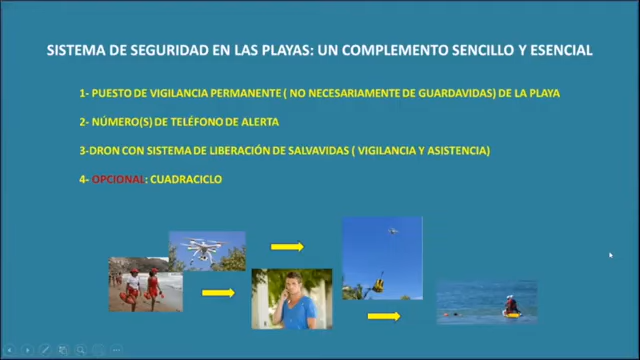 SISTEMA DE SEGURIDAD EN LAS PLAYAS: UN COMPLEMENTO SENCILLO Y ESENCIAL
1- PUESTO DE VIGILANCIA PERMANENTE ( NO NECESARIAMENTE DE GUARDAVIDAS) DE LA PLAYA
2- NÚMERO(S) DE TELÉFONO DE ALERTA
3-DRON CON SISTEMA DE LIBERACIÓN DE SALVAVIDAS ( VIGILANCIA Y ASISTENCIA)
4- OPCIONAL: CUADRACICLO